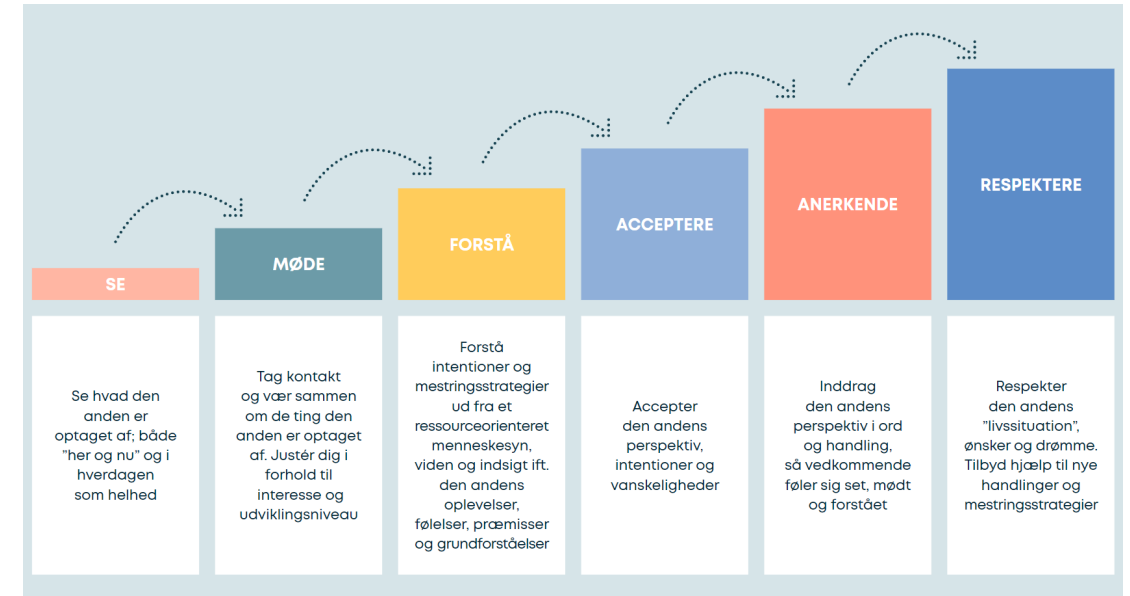 SE
Se hvad den
anden er
optaget af; både
”her og nu” og i
hverdagen
som helhed
MØDE
Tag kontakt
og vær sammen
om de ting den
anden er optaget
af. Justér dig i
forhold til
interesse og
udviklingsniveau
FORSTÅ
Forstå
intentioner og
mestringsstrategier
ud fra et
ressourceorienteret
menneskesyn,
viden og indsigt ift.
den andens
oplevelser,
følelser, præmisser
og grundforståelser
ACCEPTERE
Accepter
den andens
perspektiv,
intentioner og
vanskeligheder
ANERKENDE
Inddrag
den andens
perspektiv i ord
og handling,
så vedkommende
føler sig set, mødt
og forstået
RESPEKTERE
Respekter
den andens
”livssituation”,
ønsker og drømme.
Tilbyd hjælp til nye
handlinger og
mestringsstrategier